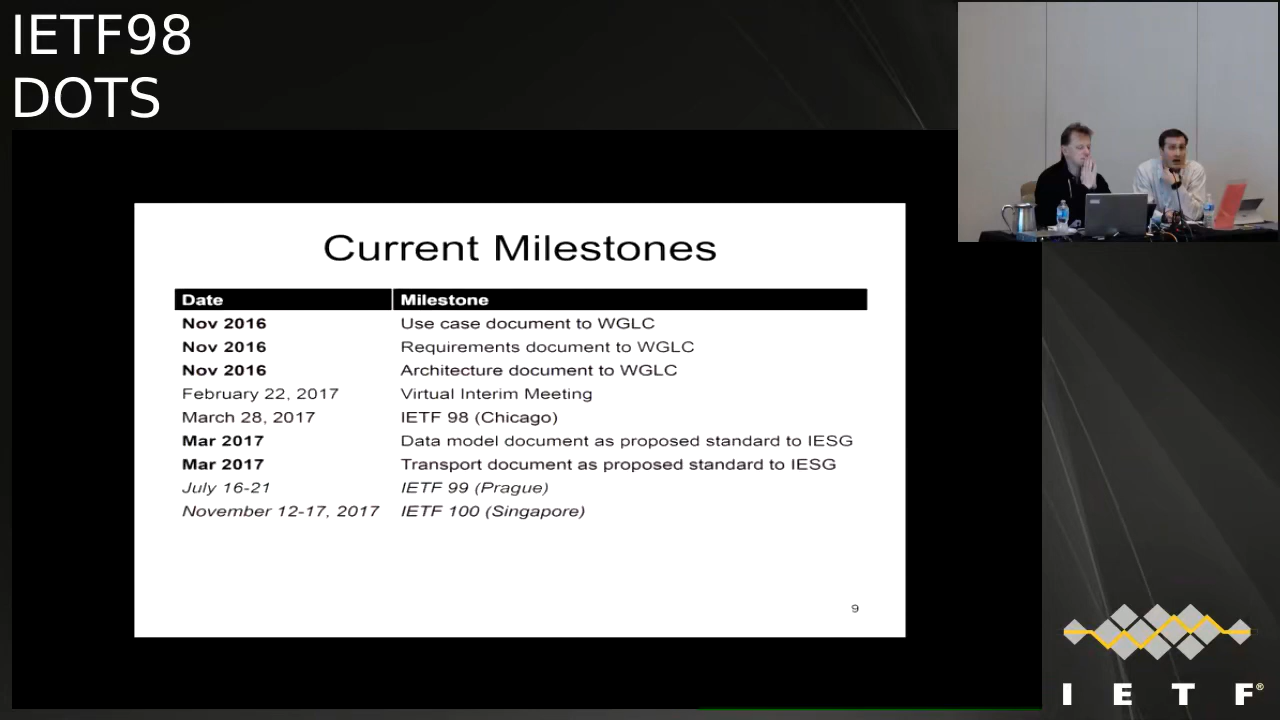 IETF98
DOTS
Current Milestones
Date Milestone
Nov 2016 Use case document to WGLC
Nov 2016 Requirements document to WGLC
Nov 2016 Architecture document to WGLC
February 22, 2017 Virtual Interim Meeting
March 28, 2017 IETF 98 (Chicago)
Mar 2017 Data model document as proposed standard to IESG
Mar 2017 Transport document as proposed standard to IESG
July 16-21 IETF 99 (Prague)
November 12-17, 2017 IETF 100 (Singapore)
9
I E T F®